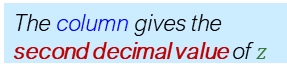 The column gives the
second decimal value of z